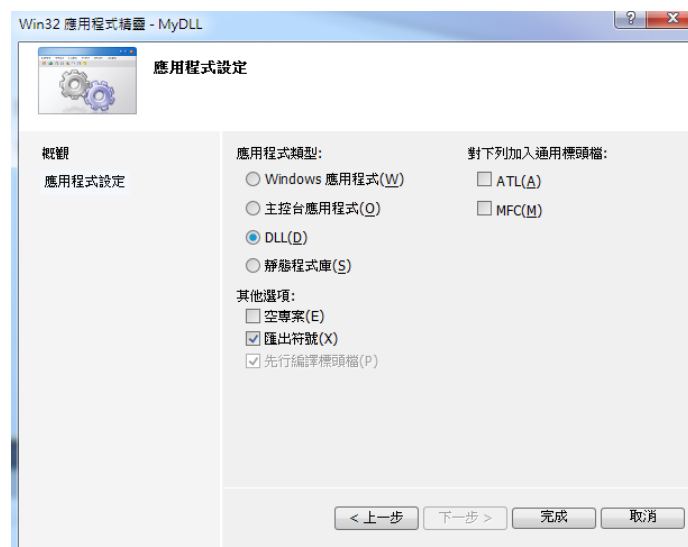 Win32 應用程式精靈 - MyDLL
應用程式設定
概觀
應用程式設定
應用程式類型:
Windows 應用程式(W)
主控台應用程式(O)
DLL(D)
靜態程式庫(S)
其他選項:
空專案(E)
匯出符號(X)
先行編譯標頭檔(P)
對下列加入通用標頭檔:
ATL(A)
MFC(M)
< 上一步
下一步 >
完成
取消